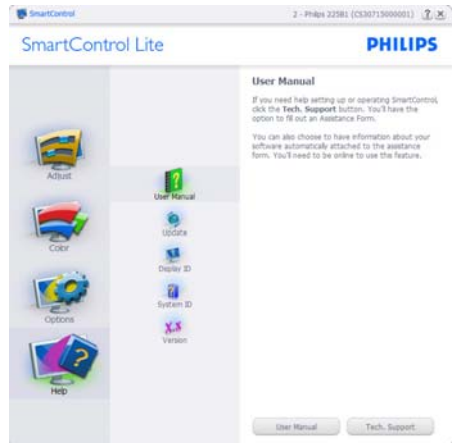 SmartControl
2 - Philips 225B1 (CS30715000001)
? X
SmartControl Lite
PHILIPS
Adjust
Color
Options
Help
User Manual
Update
Display ID
System ID
X.x
Version
User Manual
If you need help setting up or operating SmartControl,
click the Tech. Support button. You'll have the
option to fill out an Assistance Form.
You can also choose to have information about your
software automatically attached to the assistance
form. You'll need to be online to use the feature.
User Manual
Tech. Support